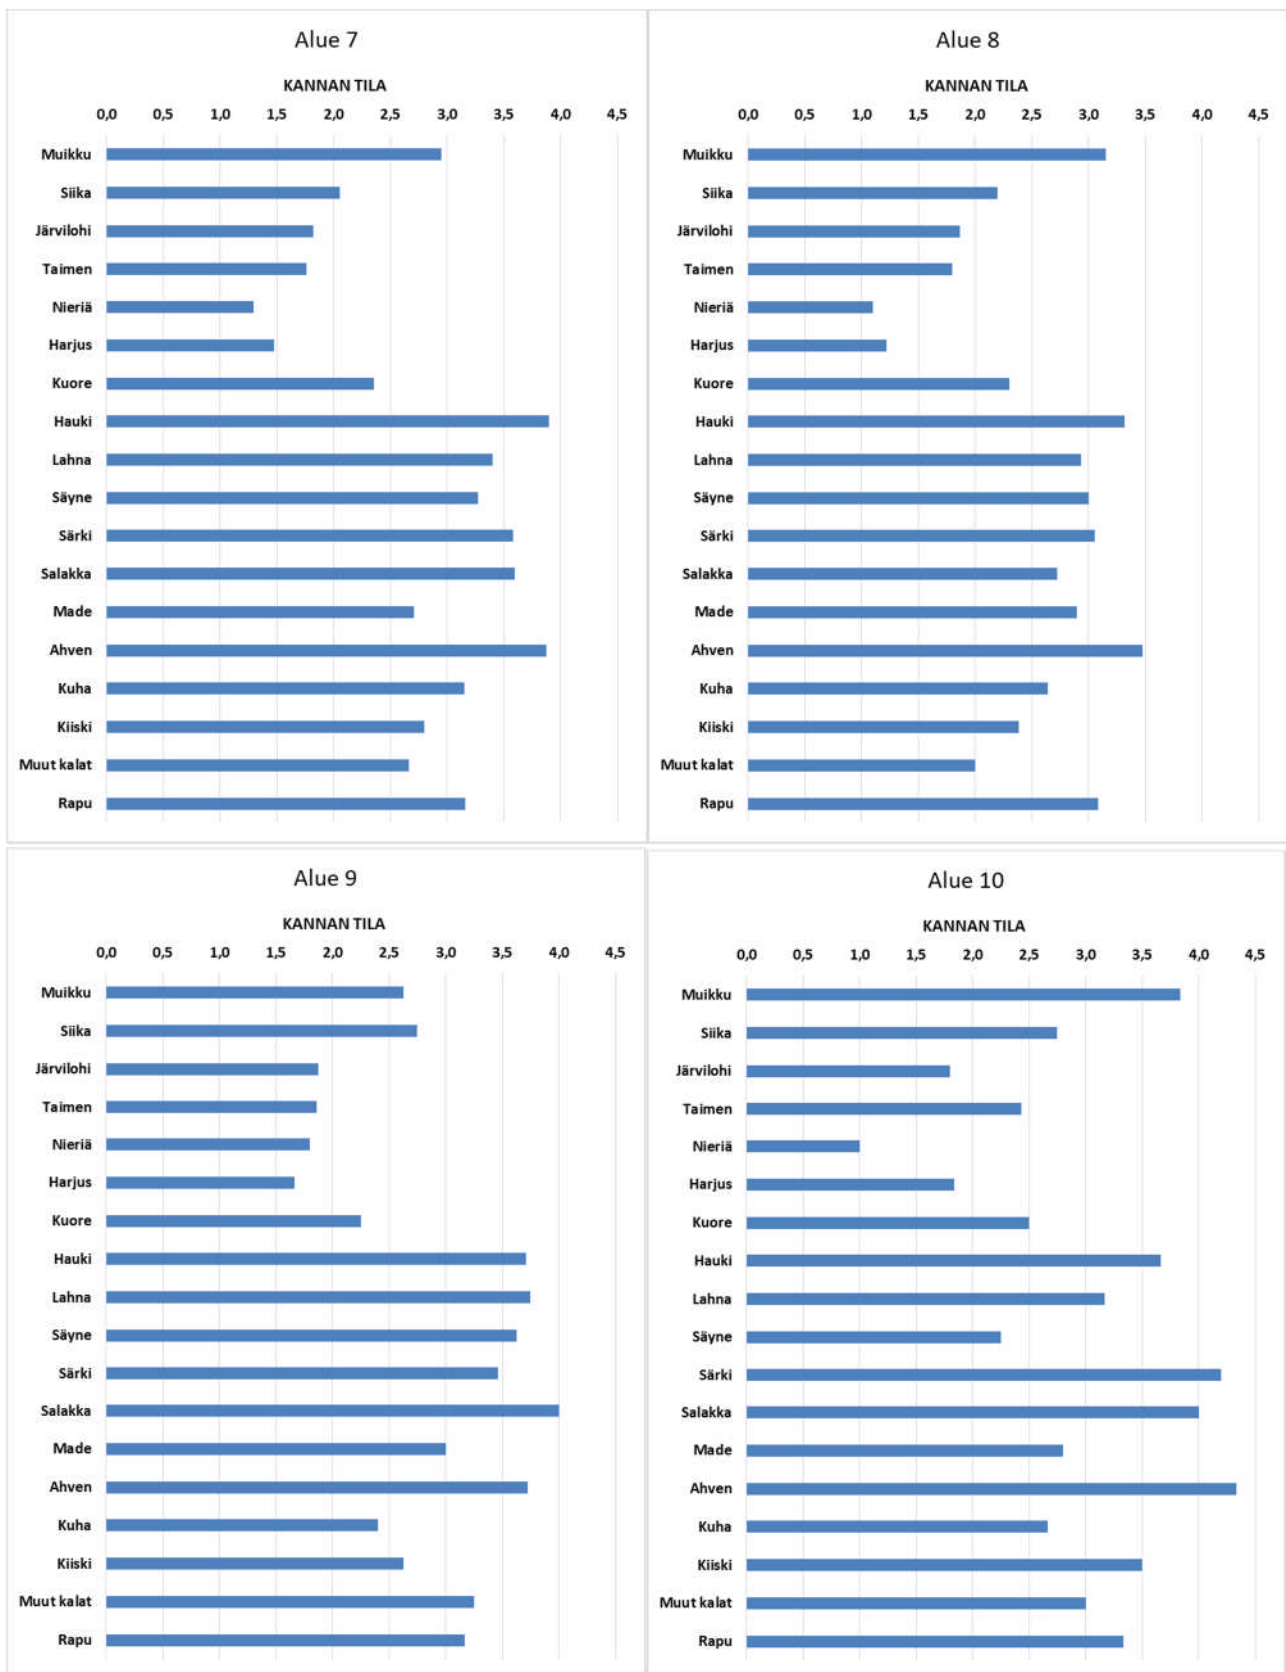 Alue 7
KANNAN TILA
0,0 0,5 1,0 1,5 2,0 2,5 3,0 3,5 4,0 4,5
Muikku
Siika
Järvilohi
Taimen
Nieriä
Harjus
Kuore
Hauki
Lahna
Säyne
Särki
Salakka
Made
Ahven
Kuha
Kiiski
Muut kalat
Rapu
Alue 8
KANNAN TILA
0,0 0,5 1,0 1,5 2,0 2,5 3,0 3,5 4,0 4,5
Muikku
Siika
Järvilohi
Taimen
Nieriä
Harjus
Kuore
Hauki
Lahna
Säyne
Särki
Salakka
Made
Ahven
Kuha
Kiiski
Muut kalat
Rapu
Alue 9
KANNAN TILA
0,0 0,5 1,0 1,5 2,0 2,5 3,0 3,5 4,0 4,5
Muikku
Siika
Järvilohi
Taimen
Nieriä
Harjus
Kuore
Hauki
Lahna
Säyne
Särki
Salakka
Made
Ahven
Kuha
Kiiski
Muut kalat
Rapu
Alue 10
KANNAN TILA
0,0 0,5 1,0 1,5 2,0 2,5 3,0 3,5 4,0 4,5
Muikku
Siika
Järvilohi
Taimen
Nieriä
Harjus
Kuore
Hauki
Lahna
Säyne
Särki
Salakka
Made
Ahven
Kuha
Kiiski
Muut kalat
Rapu